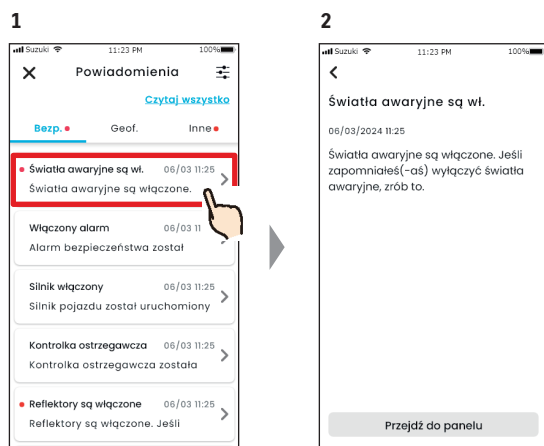 1
Suzuki 11:23 PM 100%
Powiadomienia
Czytaj wszystko
Bezp. Geof. Inne
Światła awaryjne są wł. 06/03 11:25
Światła awaryjne są włączone.
Włączony alarm 06/03 11
Alarm bezpieczeństwa został
Silnik włączony 06/03 11:25
Silnik pojazdu został uruchomiony
Kontrolka ostrzegawcza 06/03 11:25
Kontrolka ostrzegawcza została
Reflektory są włączone 06/03 11:25
Reflektory są włączone. Jeśli
2
Suzuki 11:23 PM 100%
Światła awaryjne są wł.
06/03/2024 11:25
Światła awaryjne są włączone. Jeśli
zapomniałeś(-aś) wyłączyć światła
awaryjne, zrób to.
Przejdź do panelu